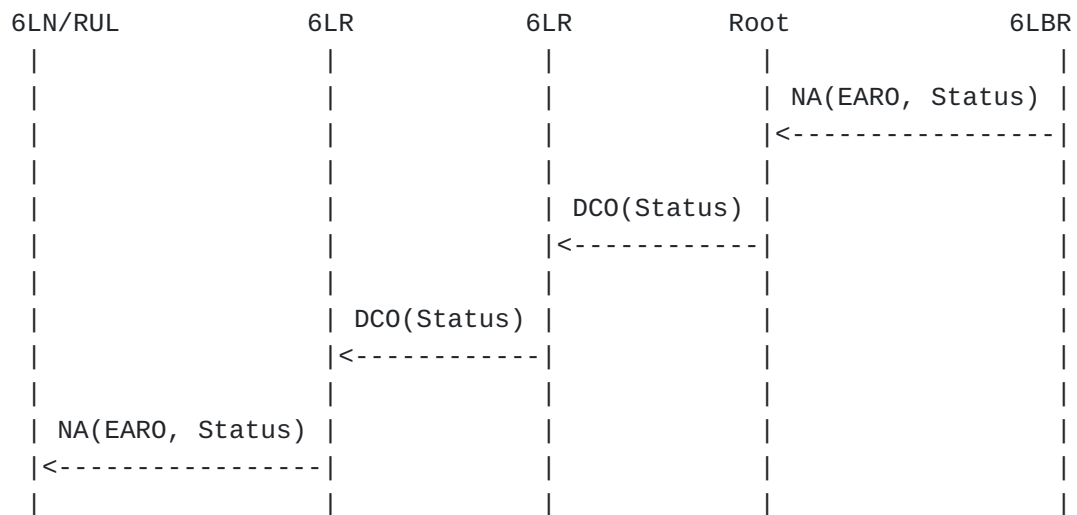 6LN/RUL 6LR 6LR Root 6LBR
NA(EARO, Status)
DCO(Status)
DCO(Status)
NA(EARO, Status)